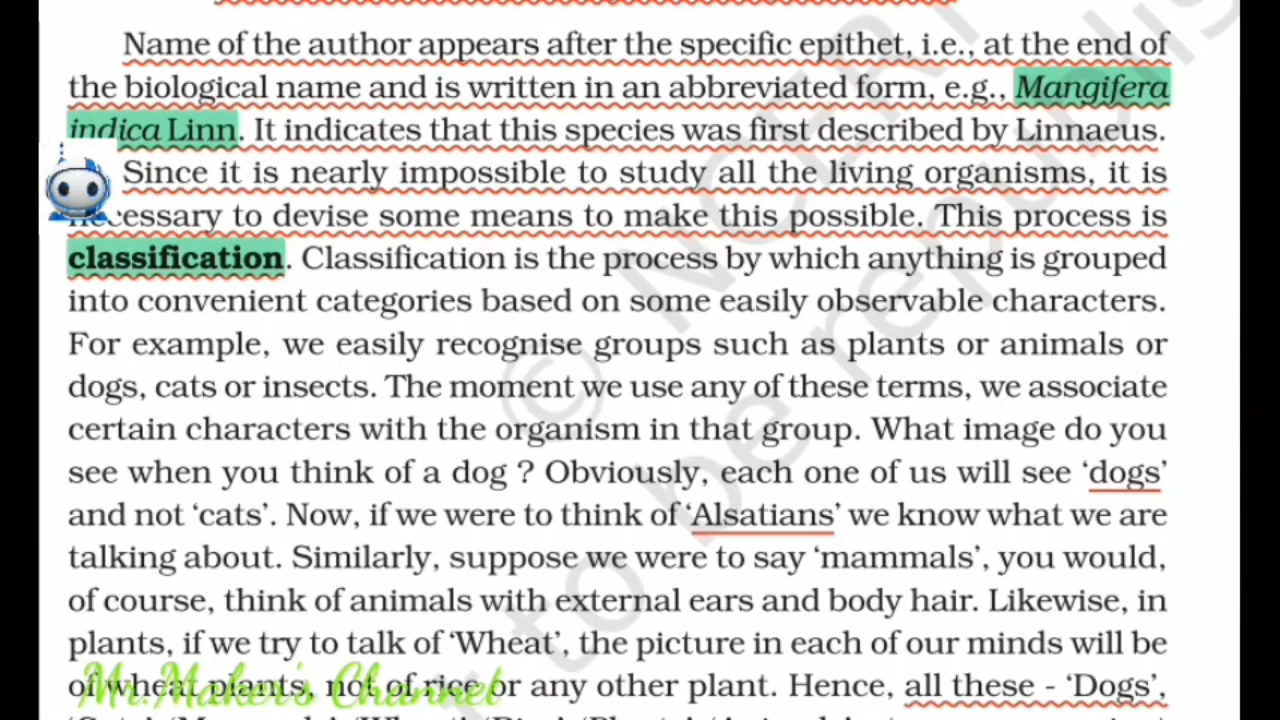 Name of the author appears after the specific epithet, i.e., at the end of
the biological name and is written in an abbreviated form, e.g., Mangifera
indica Linn. It indicates that this species was first described by Linnaeus.
Since it is nearly impossible to study all the living organisms, it is
necessary to devise some means to make this possible. This process is
classification. Classification is the process by which anything is grouped
into convenient categories based on some easily observable characters.
For example, we easily recognise groups such as plants or animals or
dogs, cats or insects. The moment we use any of these terms, we associate
certain characters with the organism in that group. What image do you
see when you think of a dog ? Obviously, each one of us will see ‘dogs’
and not ‘cats’. Now, if we were to think of ‘Alsatians’ we know what we are
talking about. Similarly, suppose we were to say ‘mammals’, you would,
of course, think of animals with external ears and body hair. Likewise, in
plants, if we try to talk of ‘Wheat’, the picture in each of our minds will be
of wheat plants, not of rice or any other plant. Hence, all these - ‘Dogs’,
Mr.Maker's Channel
© NCERT
to be republis